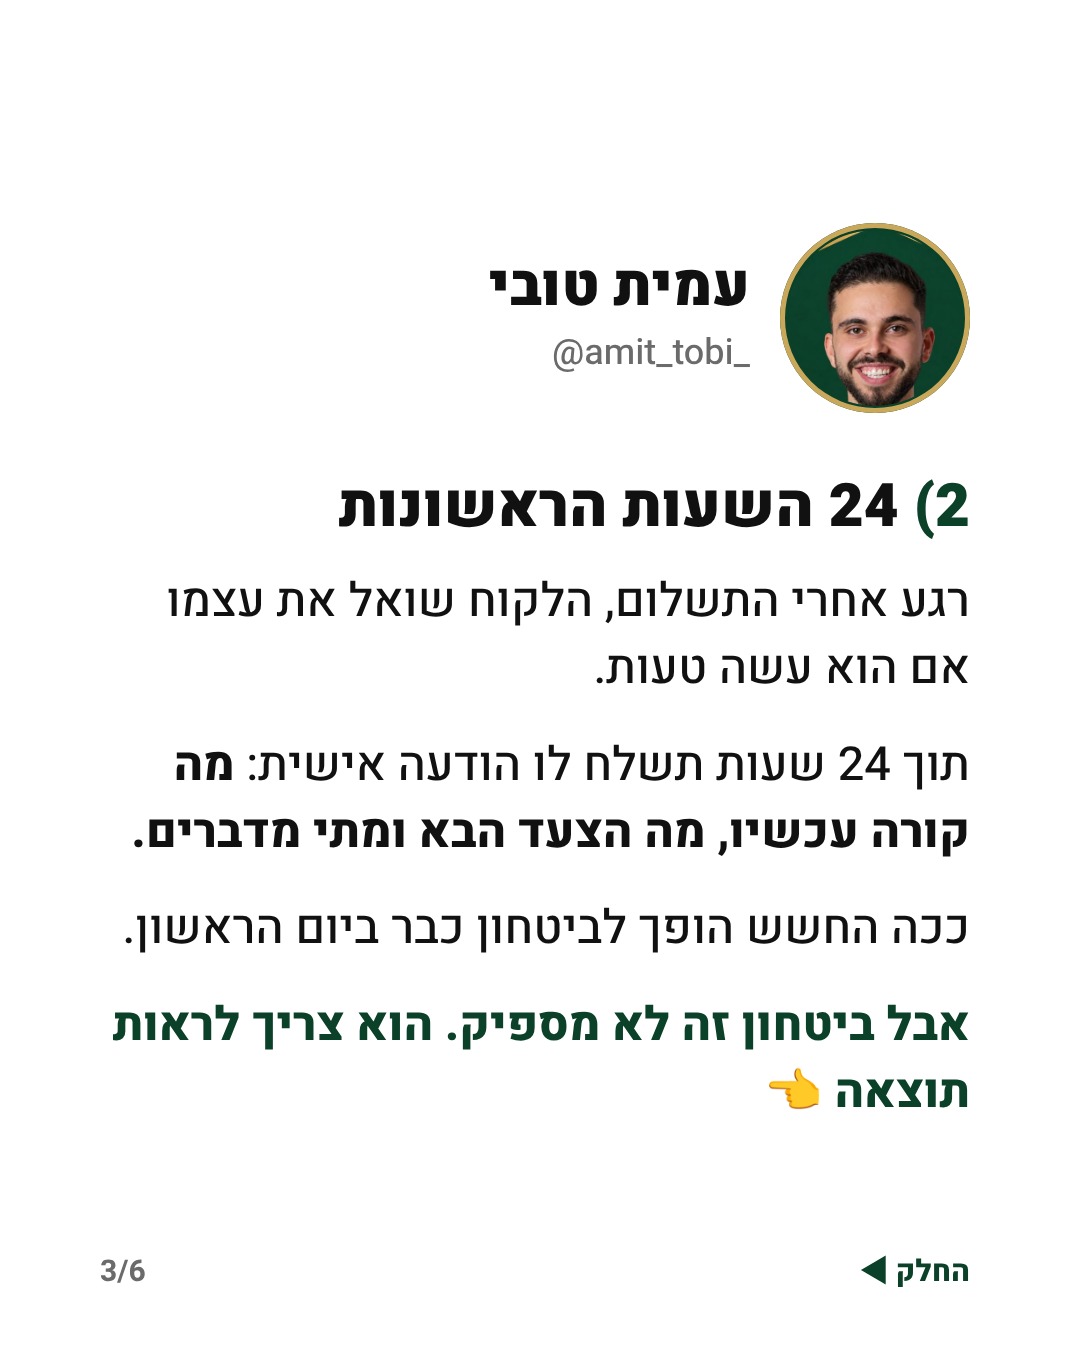 עמית טובי
@amit_tobi_
2) 24 השעות הראשונות
רגע אחרי התשלום, הלקוח שואל את עצמו
אם הוא עשה טעות.
תוך 24 שעות תשלח לו הודעה אישית: מה
קורה עכשיו, מה הצעד הבא ומתי מדברים.
ככה החשש הופך לביטחון כבר ביום הראשון.
אבל ביטחון זה לא מספיק. הוא צריך לראות
תוצאה 👈
החלק ◀
3/6